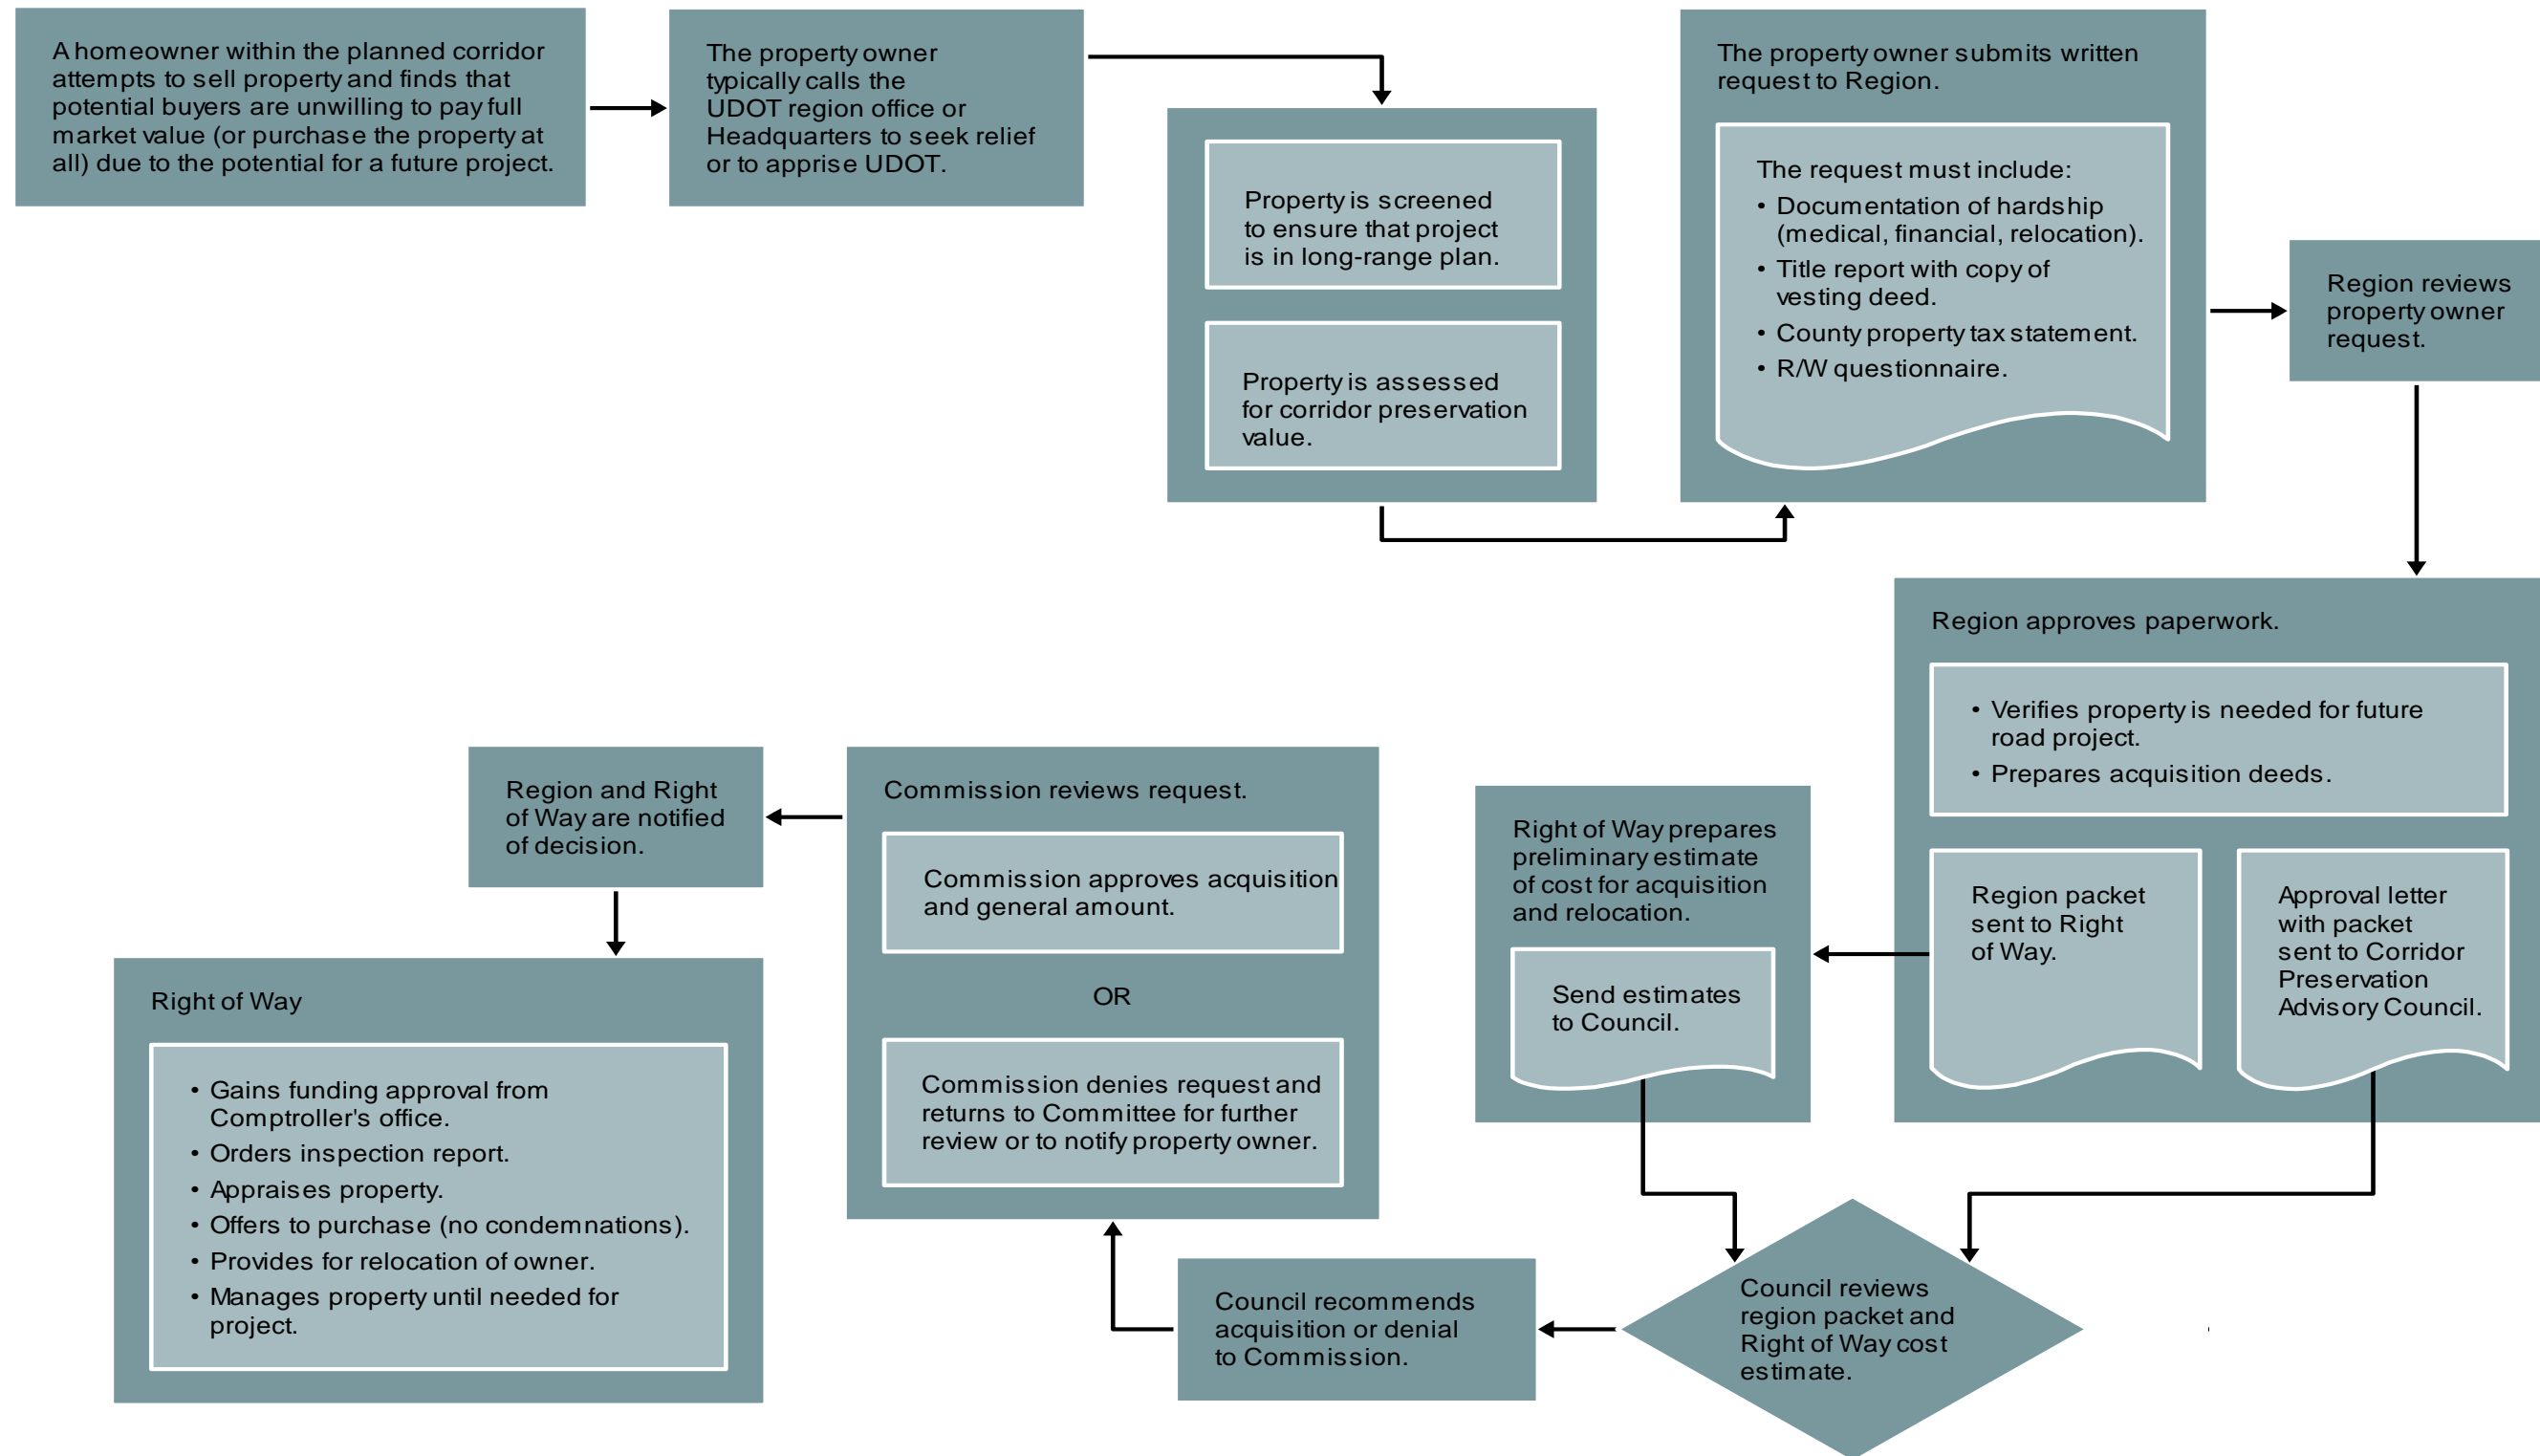 A homeowner within the planned corridor
attempts to sell property and finds that
potential buyers are unwilling to pay full
market value (or purchase the property at
all) due to the potential for a future project.
The property owner
typically calls the
UDOT region office or
Headquarters to seek relief
or to apprise UDOT.
Property is screened
to ensure that project
is in long-range plan.
Property is assessed
for corridor preservation
value.
The property owner submits written
request to Region.
The request must include:
• Documentation of hardship
(medical, financial, relocation).
• Title report with copy of
vesting deed.
• County property tax statement.
• R/W questionnaire.
Region reviews
property owner
request.
Region approves paperwork.
• Verifies property is needed for future
road project.
• Prepares acquisition deeds.
Region packet
sent to Right
of Way.
Approval letter
with packet
sent to Corridor
Preservation
Advisory Council.
Right of Way prepares
preliminary estimate
of cost for acquisition
and relocation.
Send estimates
to Council.
Council reviews
region packet and
Right of Way cost
estimate.
Council recommends
acquisition or denial
to Commission.
Commission reviews request.
Commission approves acquisition
and general amount.
OR
Commission denies request and
returns to Committee for further
review or to notify property owner.
Region and Right
of Way are notified
of decision.
Right of Way
• Gains funding approval from
Comptroller's office.
• Orders inspection report.
• Appraises property.
• Offers to purchase (no condemnations).
• Provides for relocation of owner.
• Manages property until needed for
project.